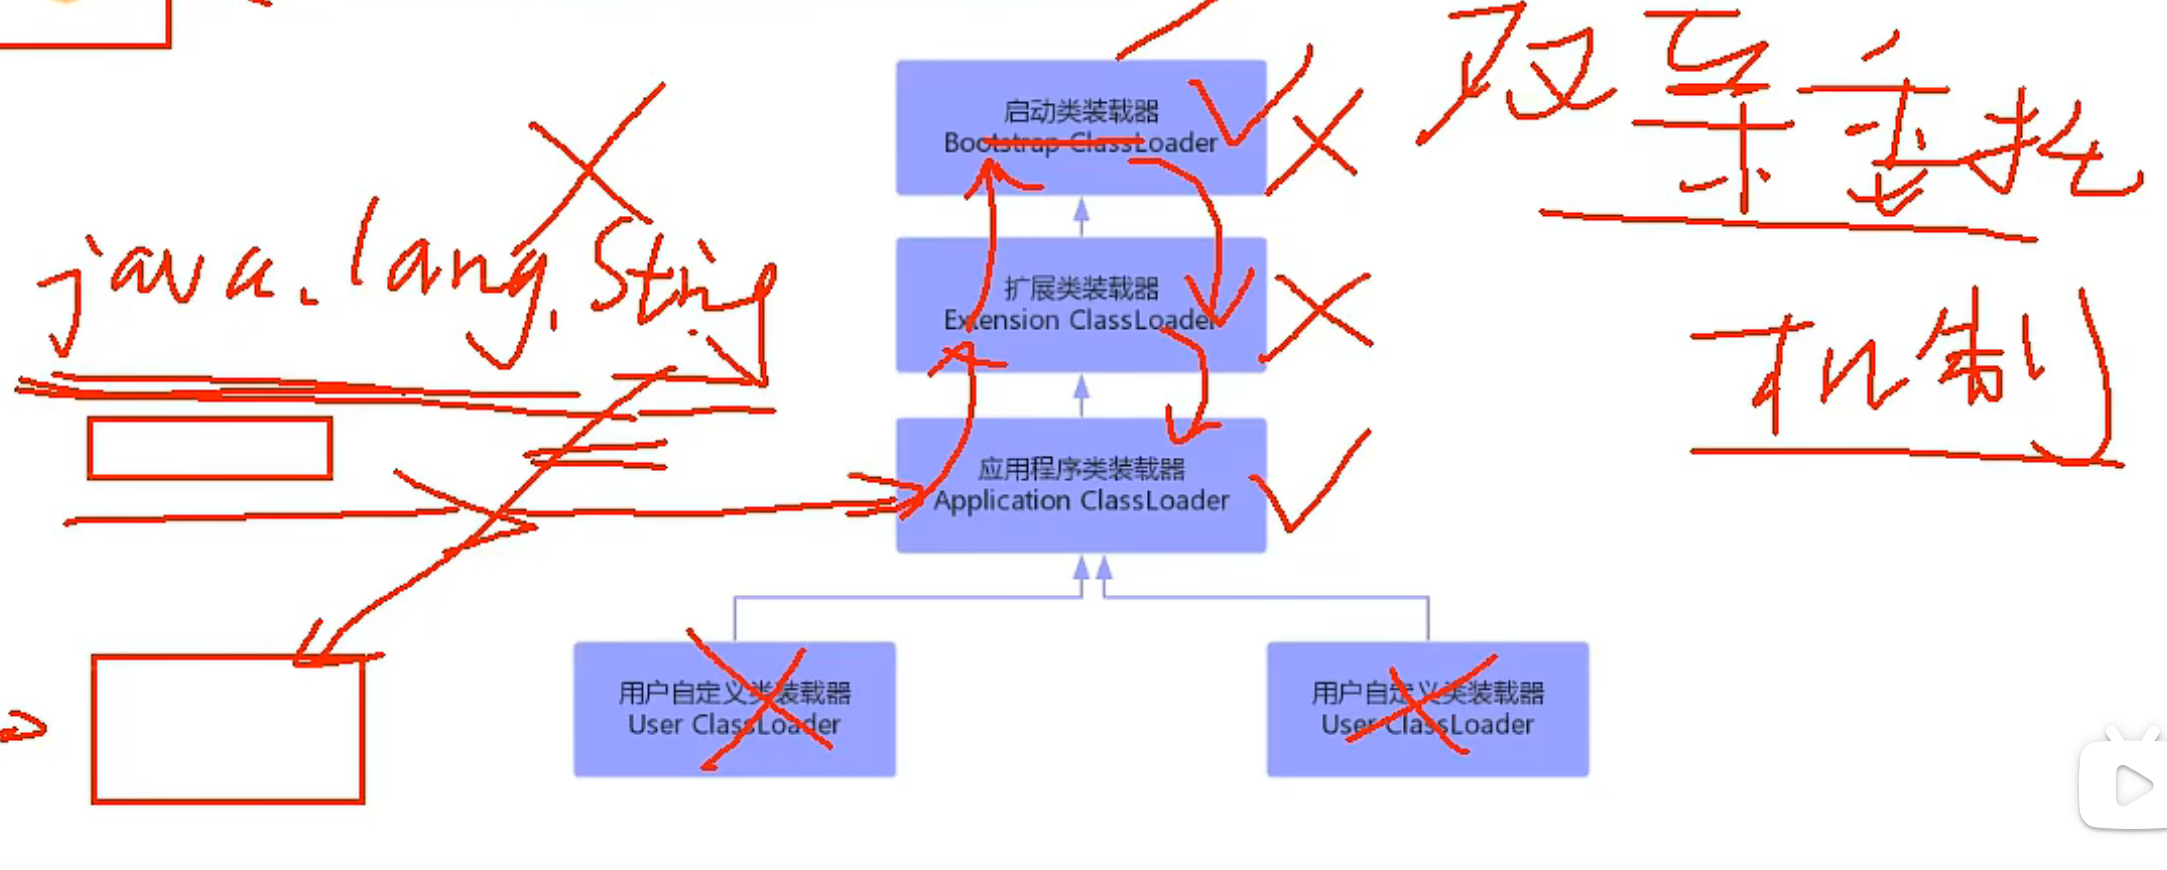 启动类装载器
Bootstrap ClassLoader
双亲委托
java.lang.String
扩展类装载器
Extension ClassLoader
机制
应用程序类装载器
Application ClassLoader
用户自定义类装载器
User ClassLoader
用户自定义类装载器
User ClassLoader